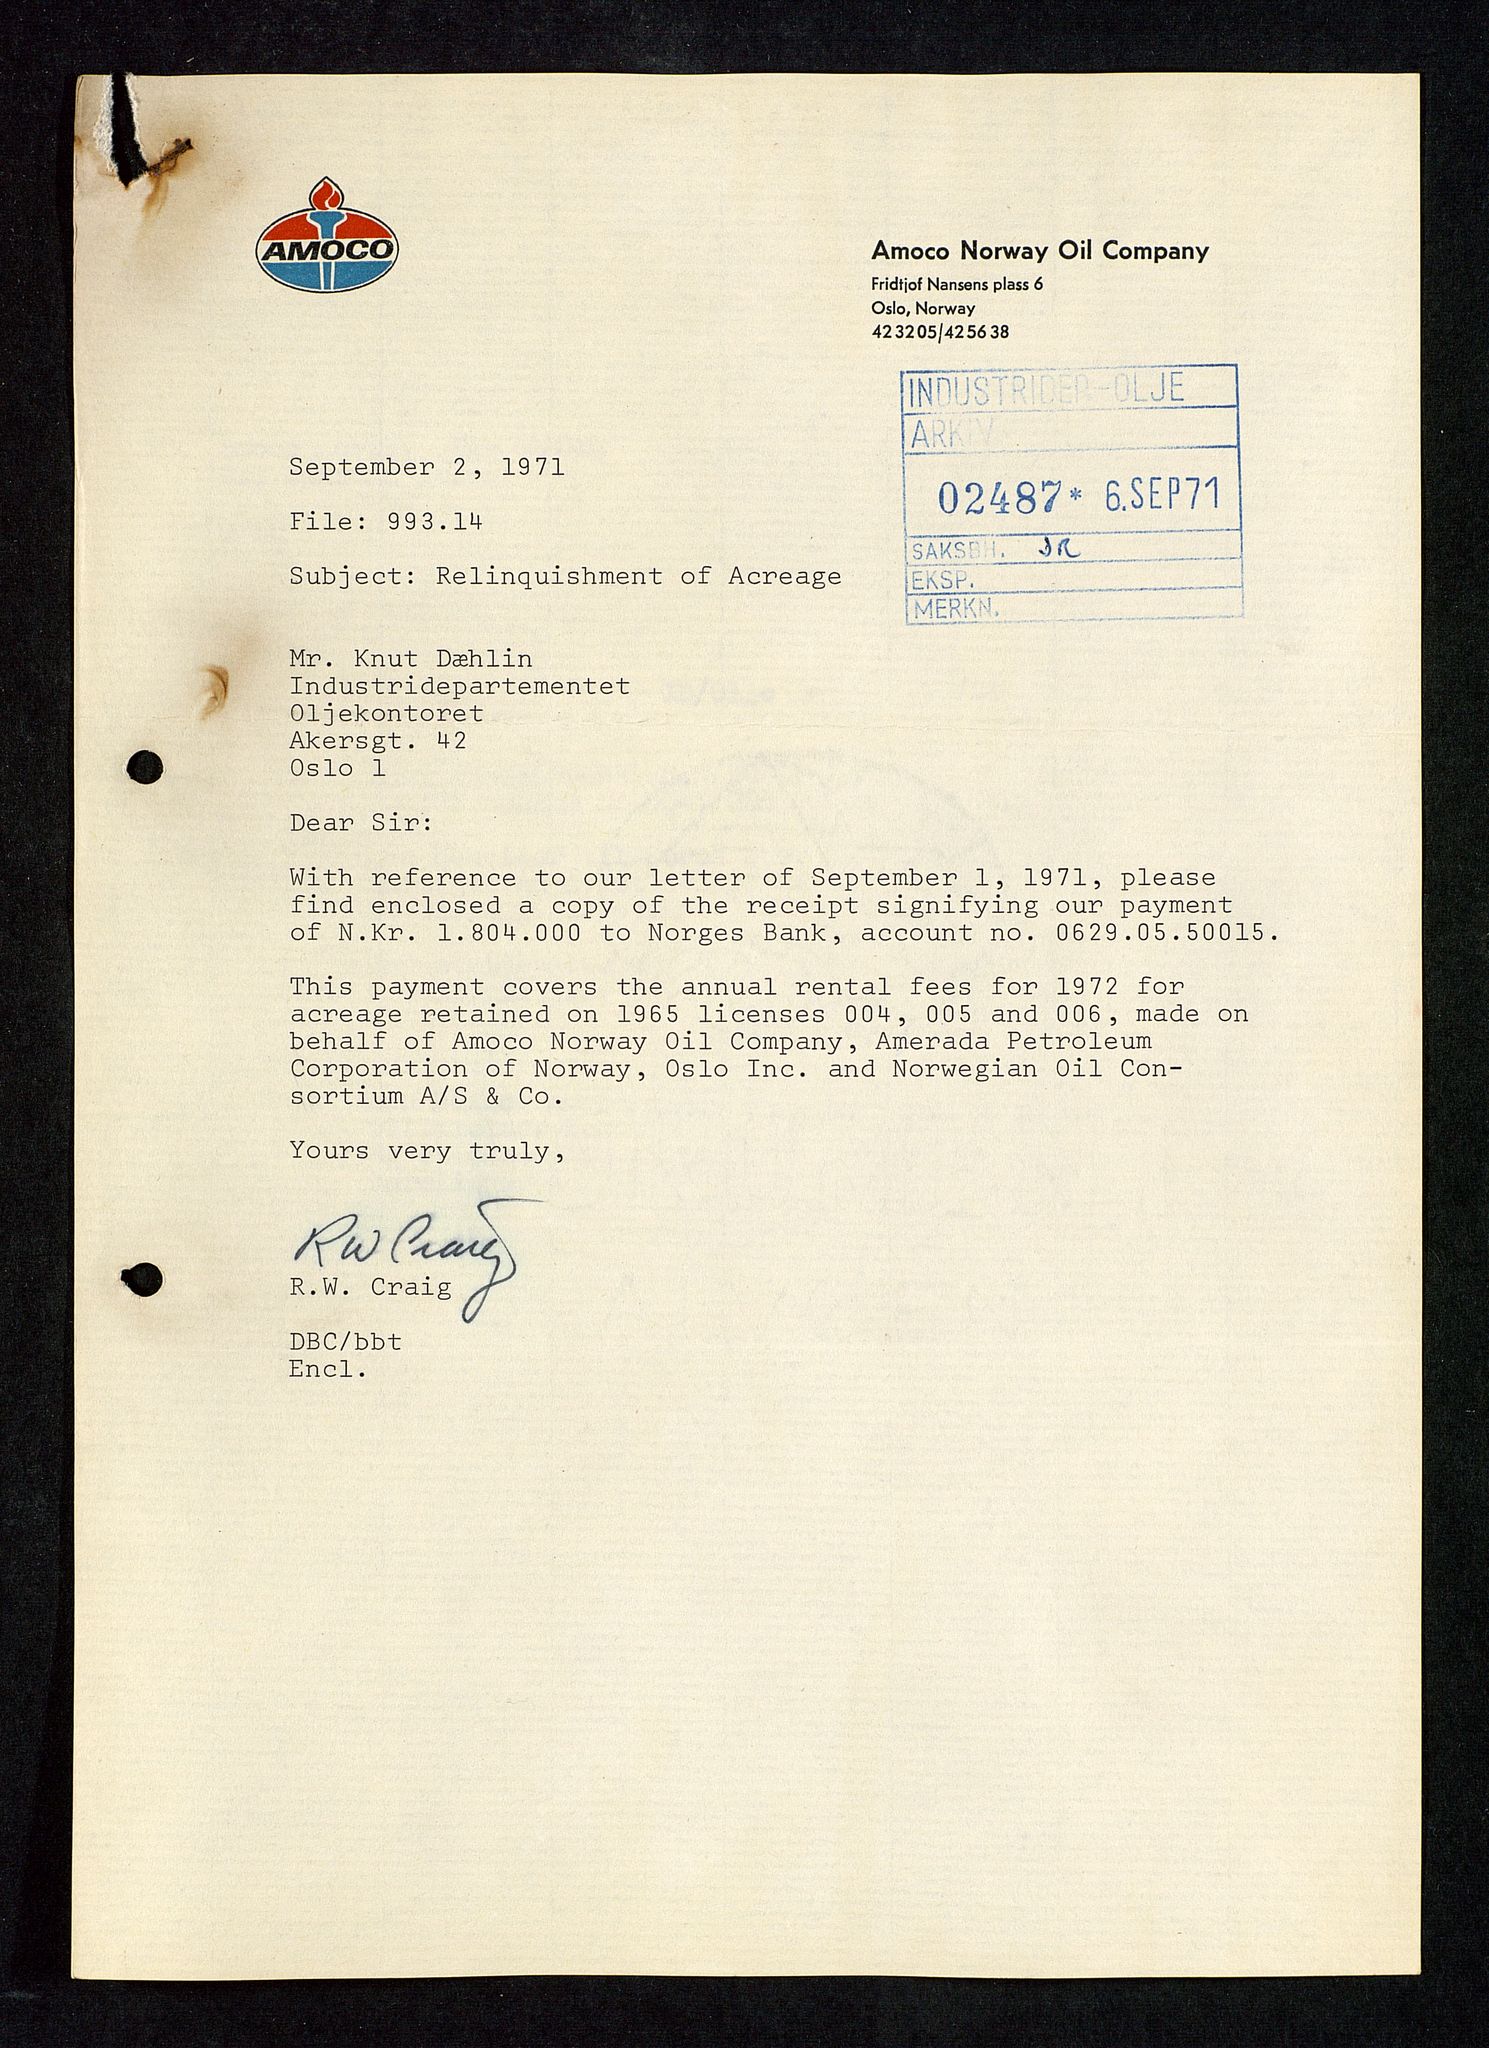 AMOCO
Amoco Norway Oil Company
Fridtjof Nansens plass 6
Oslo, Norway
423205/425638
INDUSTRIDEP-OLJE
ARKIV
02487* 6.SEP71
SAKSBH.
EKSP.
MERKN.
September 2, 1971
File: 993.14
Subject: Relinquishment of Acreage
Mr. Knut Dæhlin
Industridepartementet
Oljekontoret
Akersgt. 42
Oslo 1
Dear Sir:
With reference to our letter of September 1, 1971, please
find enclosed a copy of the receipt signifying our payment
of N.Kr. 1.804.000 to Norges Bank, account no. 0629.05.50015.
This payment covers the annual rental fees for 1972 for
acreage retained on 1965 licenses 004, 005 and 006, made on
behalf of Amoco Norway Oil Company, Amerada Petroleum
Corporation of Norway, Oslo Inc. and Norwegian Oil Con-
sortium A/S & Co.
Yours very truly,
RW Craig
R.W. Craig
DBC/bbt
Encl.